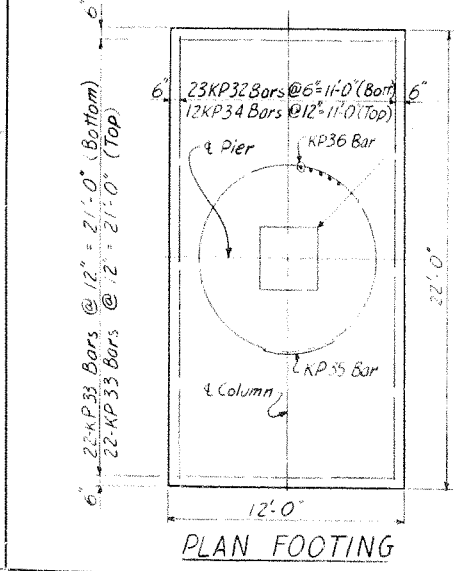 6"
6" 23KP32 Bars @ 6"=11'-0" (Bott) 6"
12KP34 Bars @ 12"=11'-0" (Top)
KP36 Bar
℄ Pier
22-KP33 Bars @ 12" = 21'-0" (Bottom)
22-KP33 Bars @ 12" = 21'-0" (Top)
22'-0"
KP35 Bar
℄ Column
6"
12'-0"
PLAN FOOTING